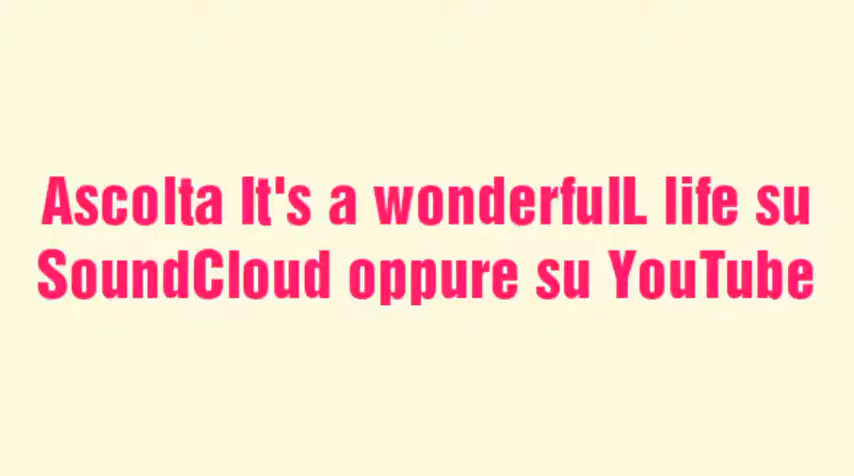 Ascolta It's a wonderfulL life su
SoundCloud oppure su YouTube